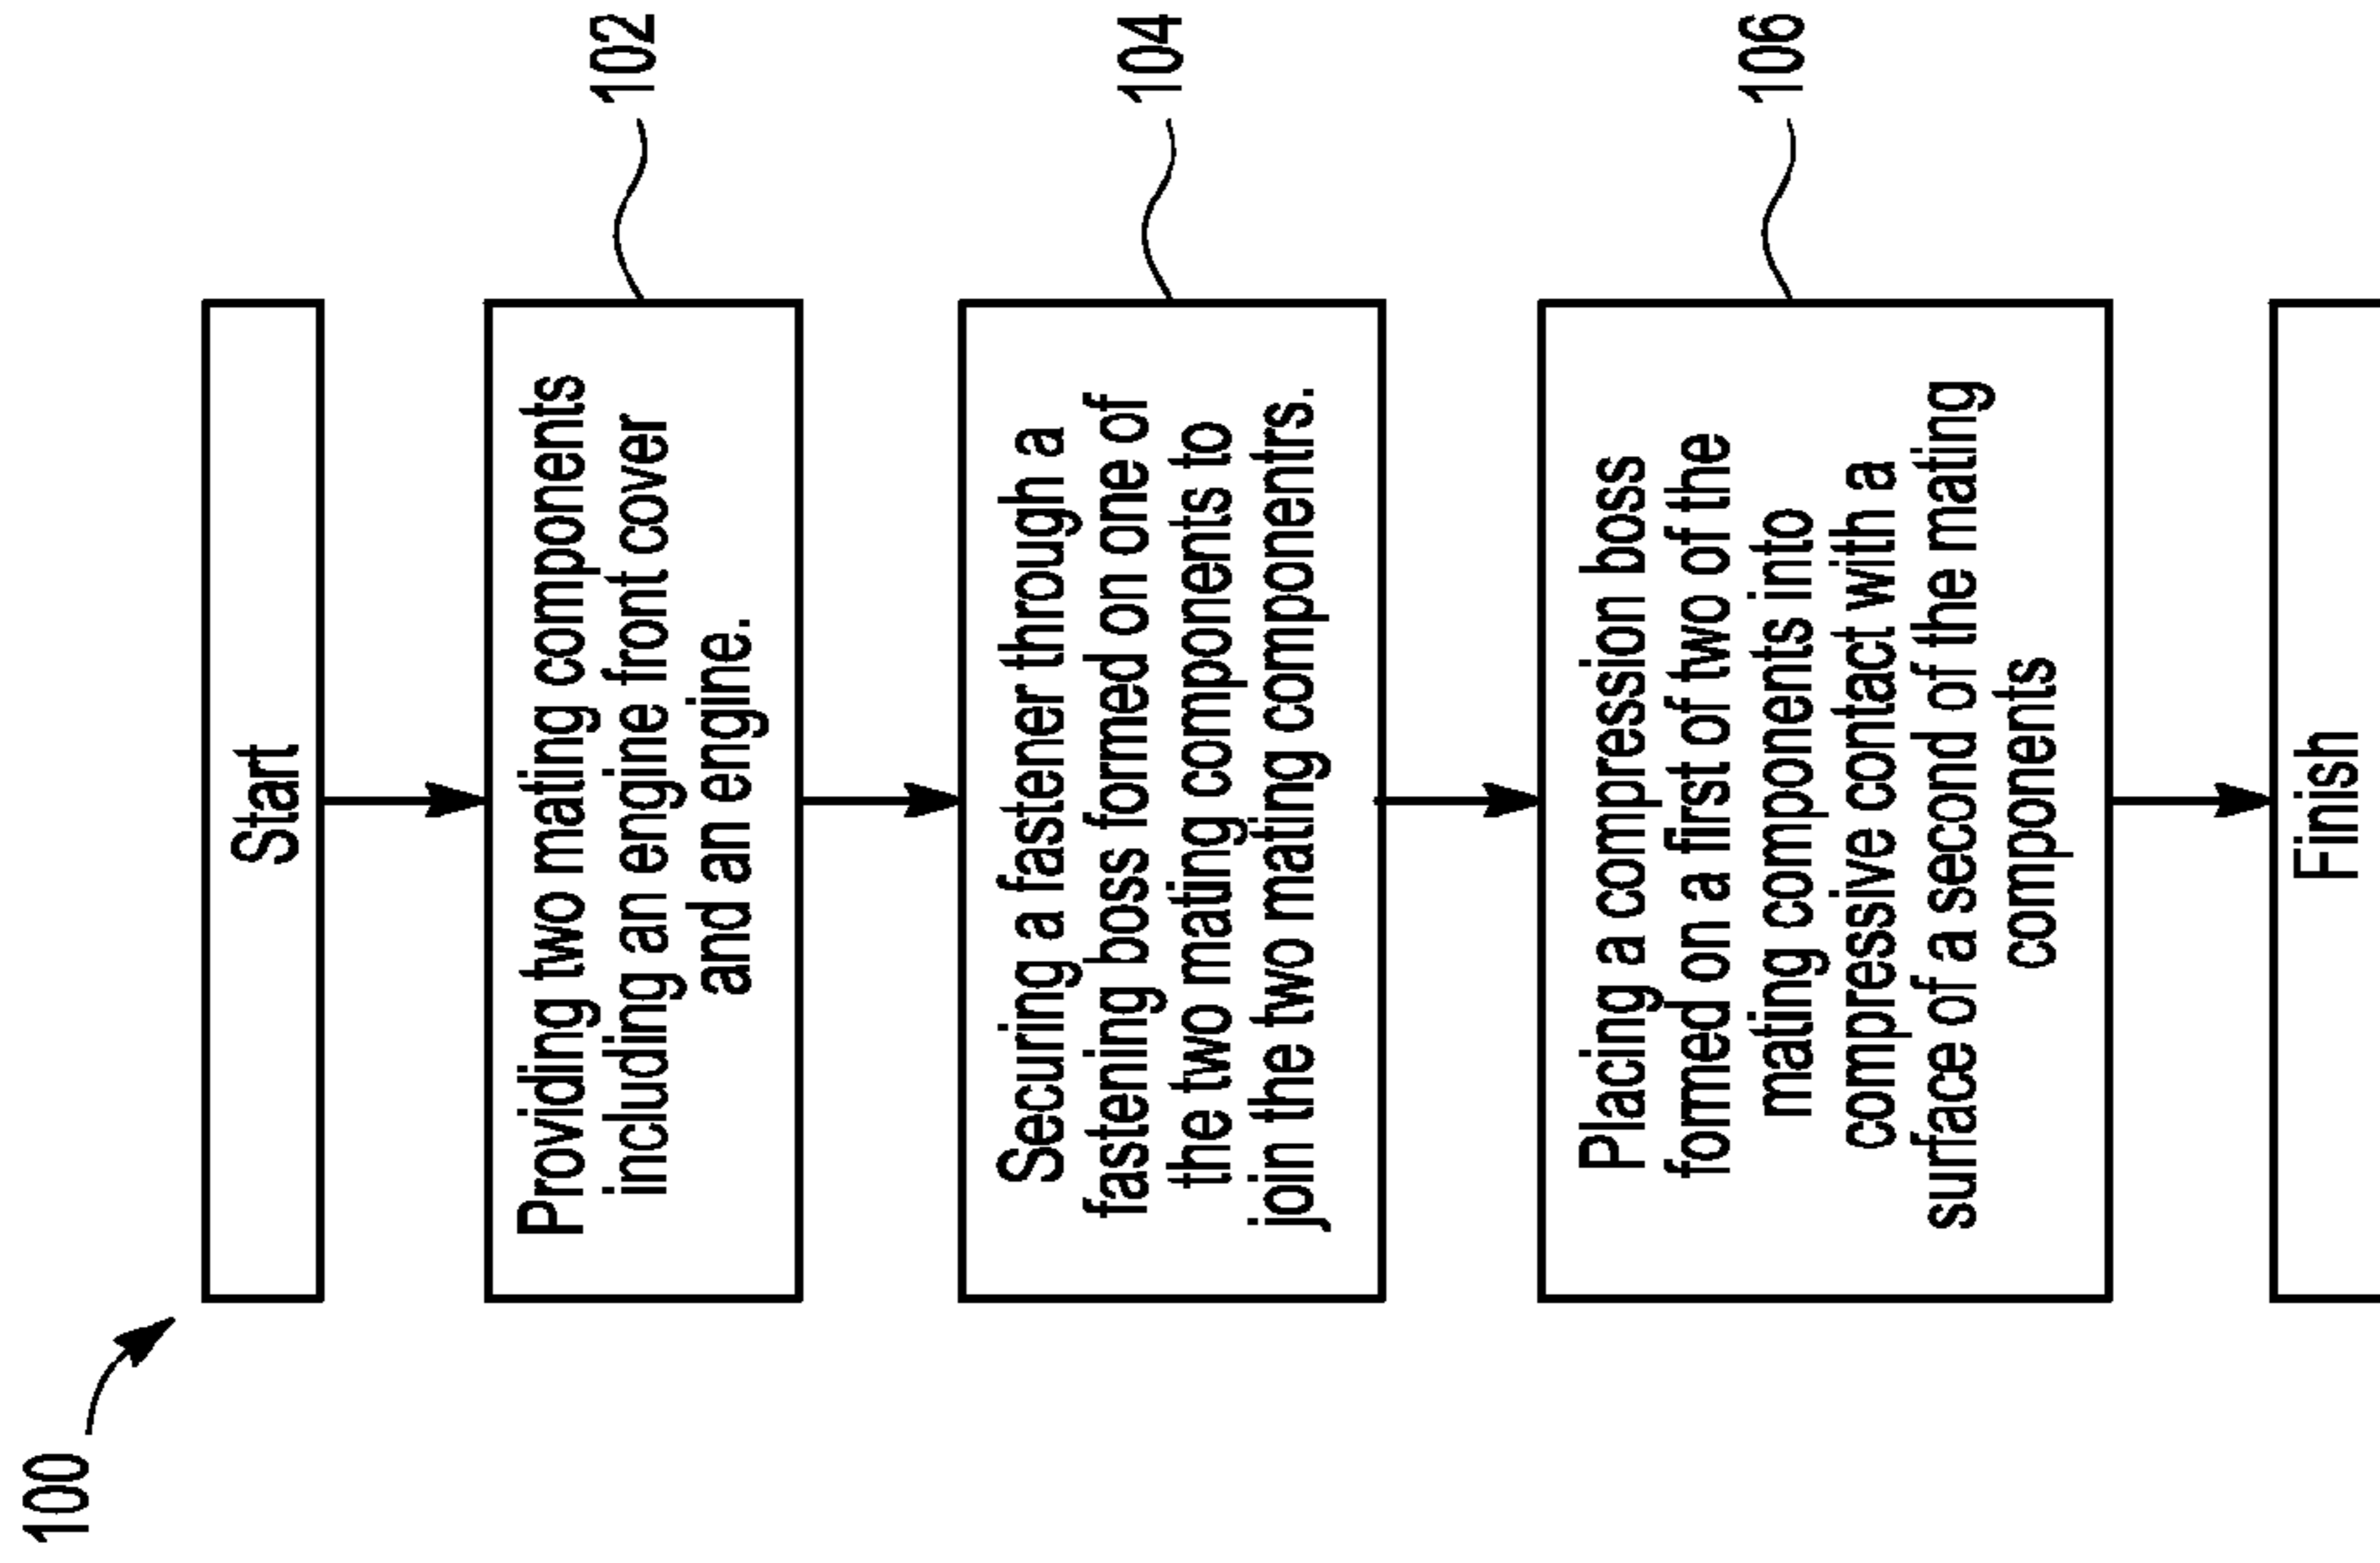 100
Start
102
Providing two mating components
including an engine front cover
and an engine.
104
Securing a fastener through a
fastening boss formed on one of
the two mating components to
join the two mating componentrs.
106
Placing a compression boss
formed on a first of two of the
mating components into
compressive contact with a
surface of a second of the mating
components
Finish